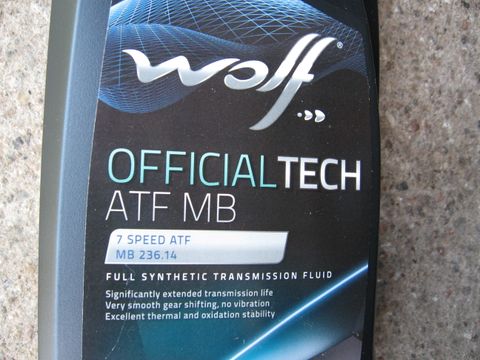 wolf
OFFICIALTECH
ATF MB
7 SPEED ATF
MB 236.14
FULL SYNTHETIC TRANSMISSION FLUID
Significantly extended transmission life
Very smooth gear shifting, no vibration
Excellent thermal and oxidation stability